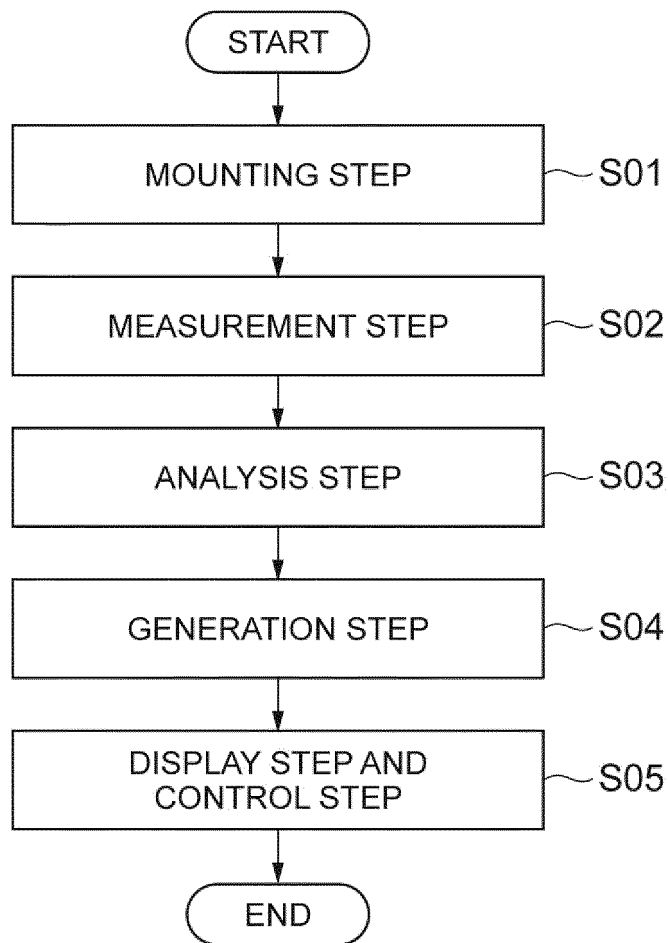 START
MOUNTING STEP
S01
MEASUREMENT STEP
S02
ANALYSIS STEP
S03
GENERATION STEP
S04
DISPLAY STEP AND
CONTROL STEP
S05
END